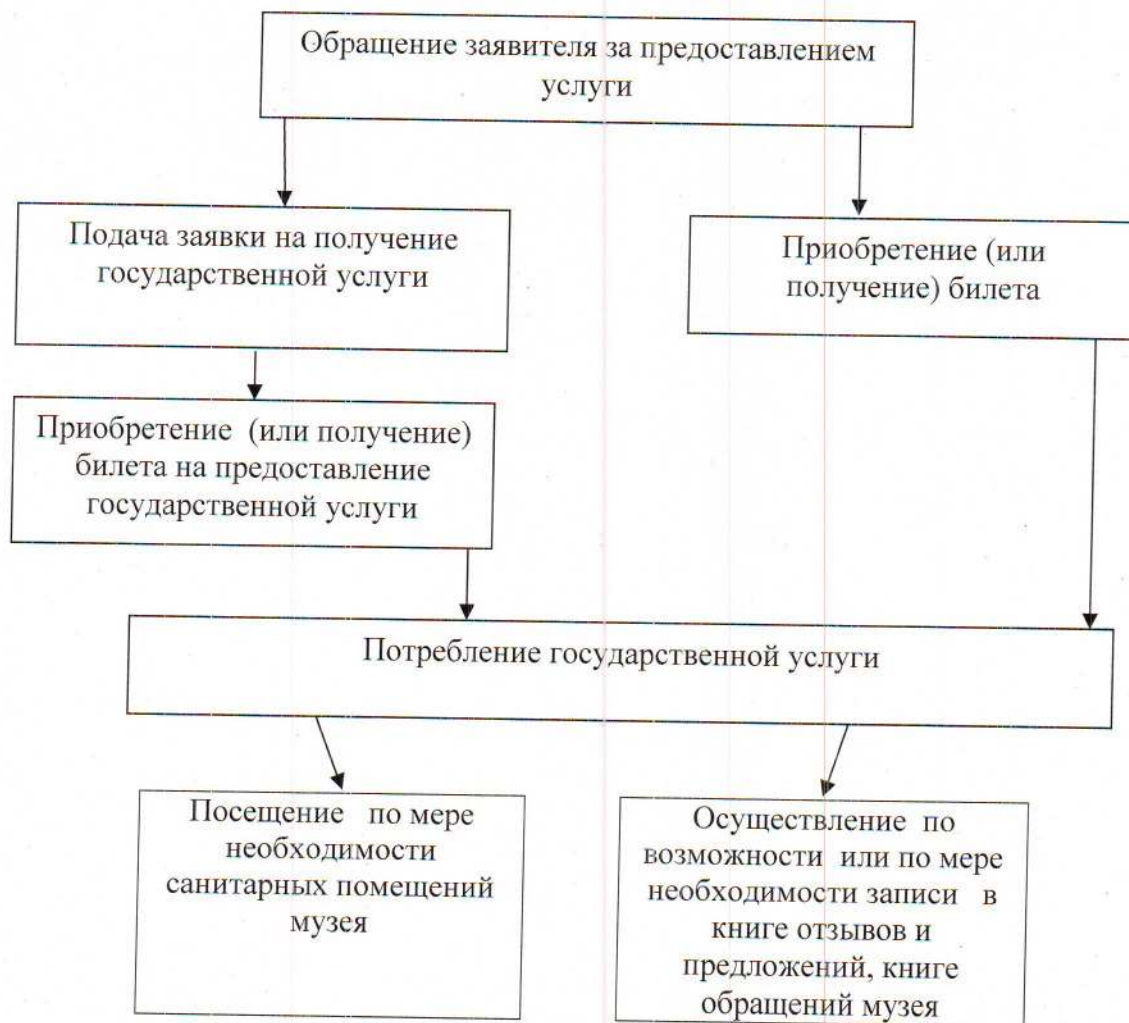 Обращение заявителя за предоставлением
услуги
Подача заявки на получение
государственной услуги
Приобретение (или
получение) билета
Приобретение (или получение)
билета на предоставление
государственной услуги
Потребление государственной услуги
Посещение по мере
необходимости
санитарных помещений
музея
Осуществление по
возможности или по мере
необходимости записи в
книге отзывов и
предложений, книге
обращений музея